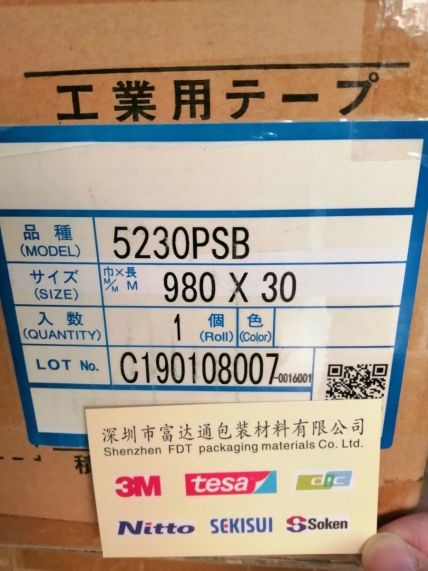 工業用テープ
品種 (MODEL) 5230PSB
サイズ (SIZE) 巾×長 M/M M 980 X 30
入数 (QUANTITY) 1 個 (Roll) 色 (Color)
LOT No. C190108007-0016001
深圳市富达通包装材料有限公司
Shenzhen FDT packaging materials Co. Ltd.
3M tesa dic
Nitto SEKISUI Soken
積